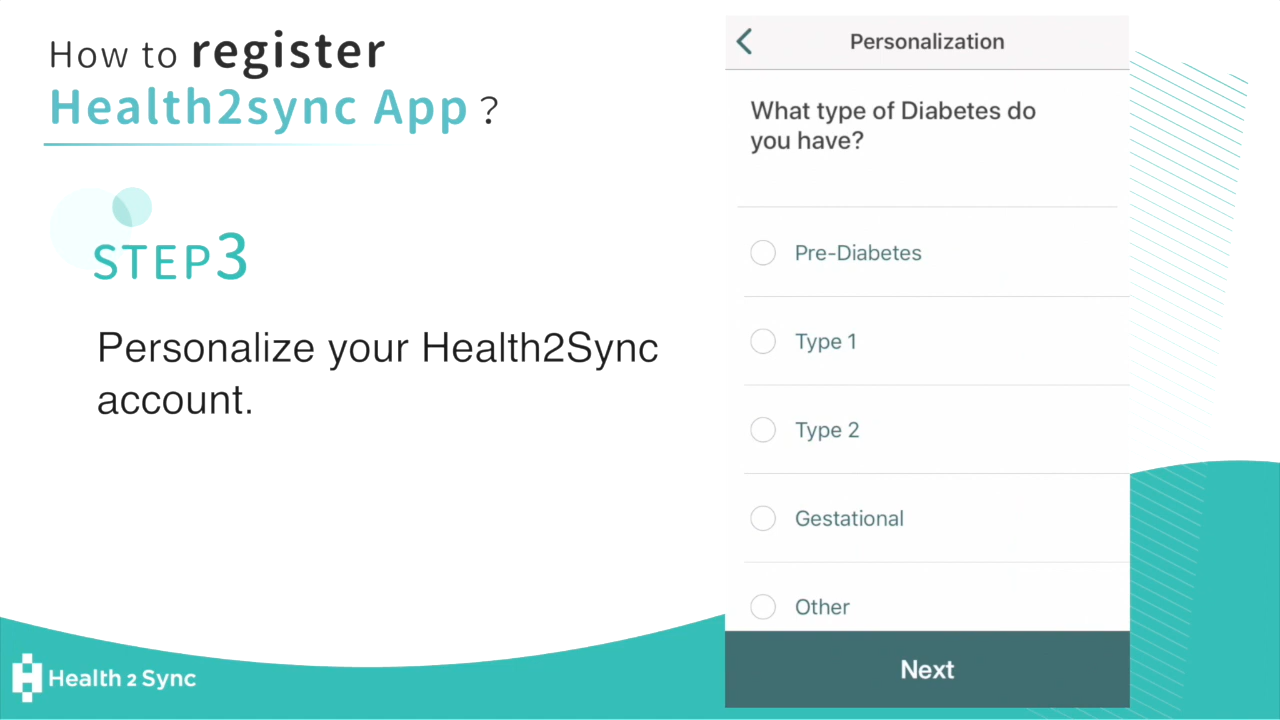 How to register
Health2sync App ?
STEP3
Personalize your Health2Sync
account.
Health 2 Sync
Personalization
What type of Diabetes do
you have?
Pre-Diabetes
Type 1
Type 2
Gestational
Other
Next